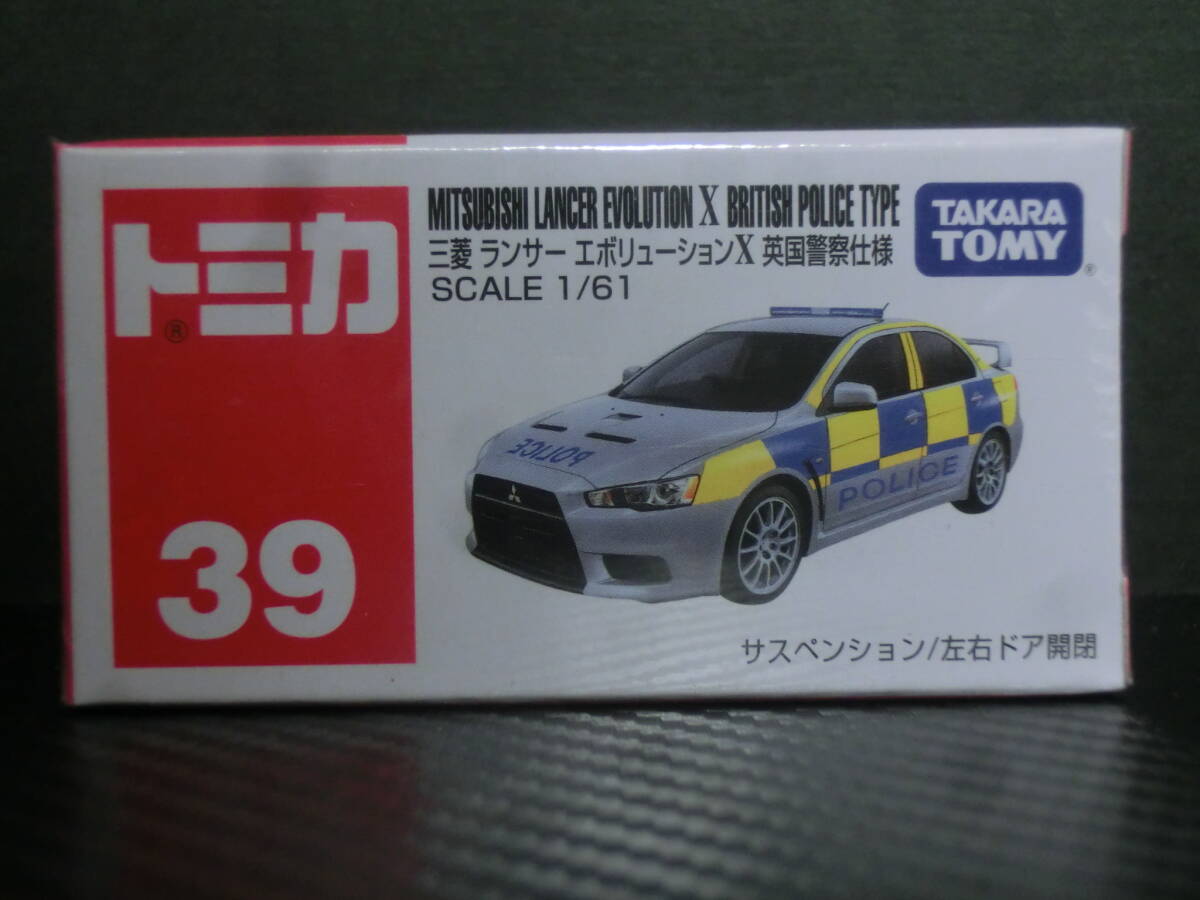 トミカ
®
39
MITSUBISHI LANCER EVOLUTION X BRITISH POLICE TYPE
三菱 ランサー エボリューションX 英国警察仕様
SCALE 1/61
TAKARA
TOMY
®
POLICE
POLICE
サスペンション/左右ドア開閉